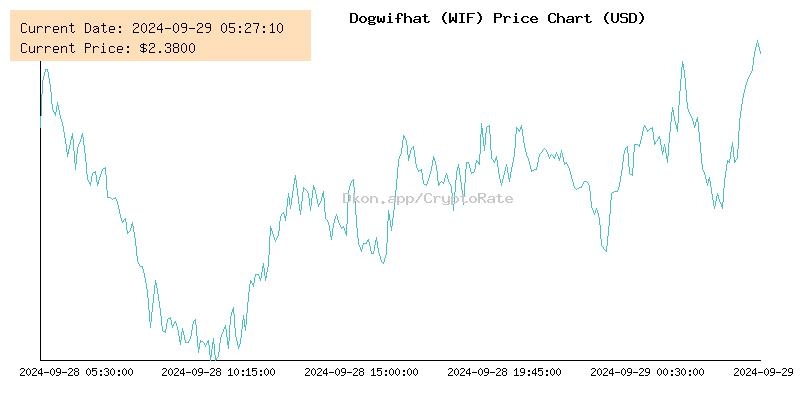 Dogwifhat (WIF) Price Chart (USD)
Current Date: 2024-09-29 05:27:10
Current Price: $2.3800
Dkon.app/CryptoRate
2024-09-28 05:30:00 2024-09-28 10:15:00 2024-09-28 15:00:00 2024-09-28 19:45:00 2024-09-29 00:30:00 2024-09-29